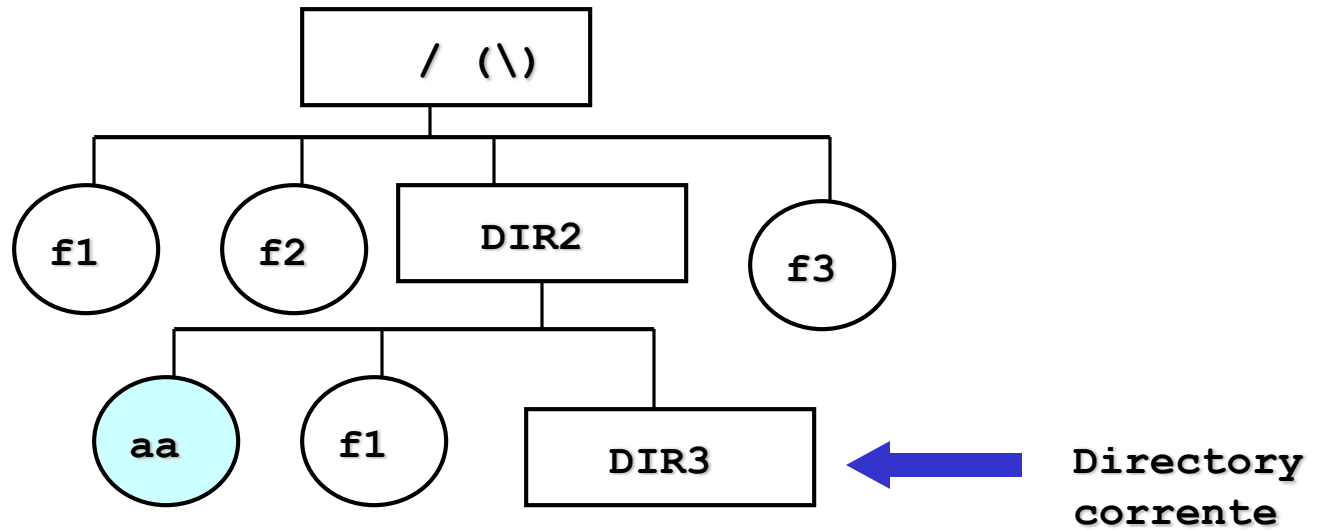 / (\)
f1
f2
DIR2
f3
aa
f1
DIR3
Directory
corrente